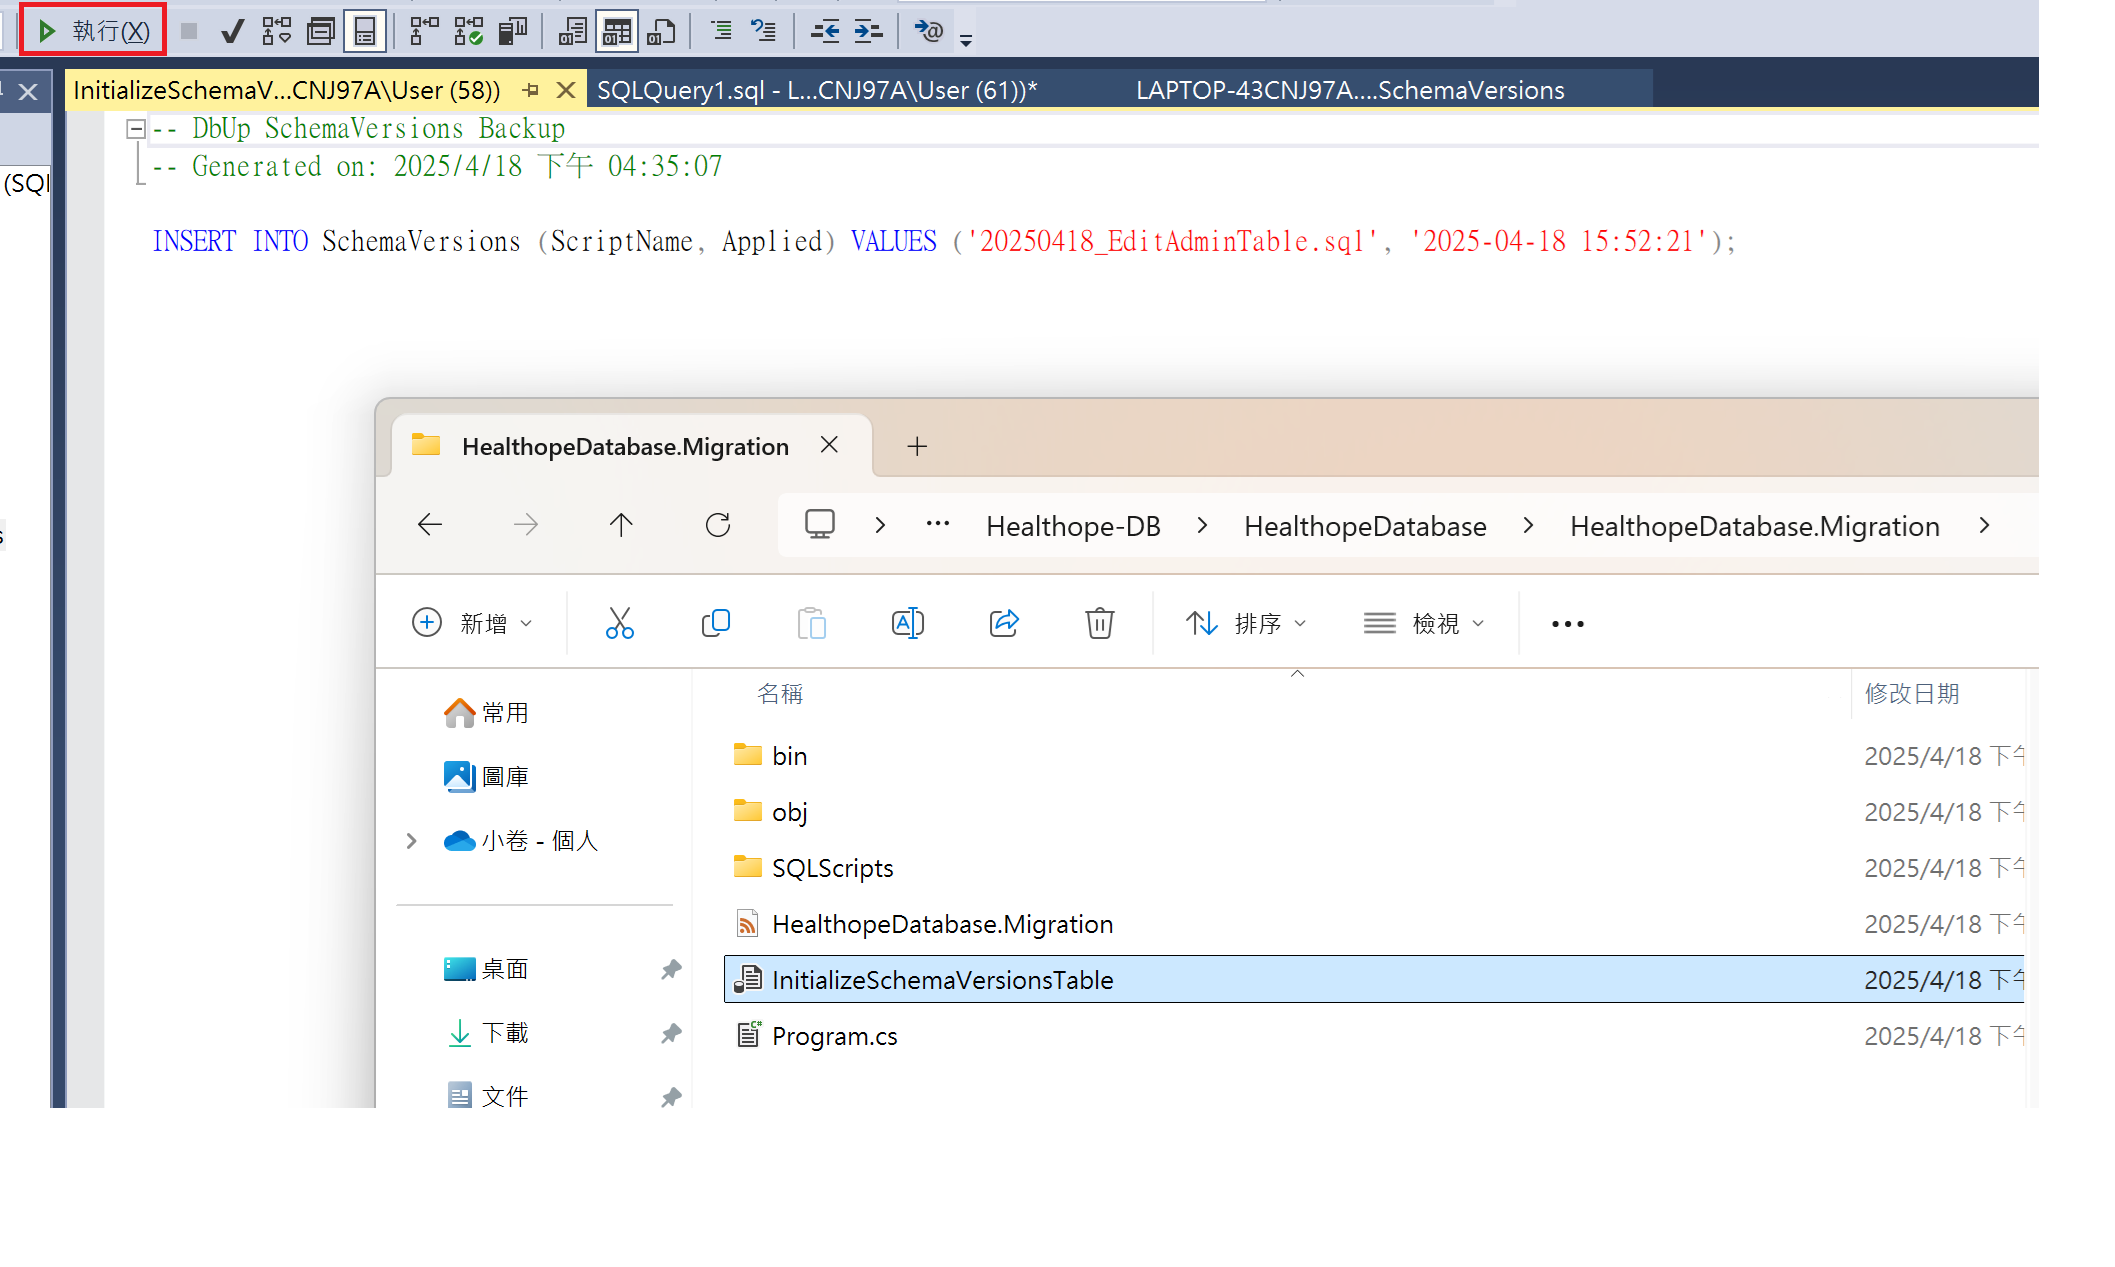 執行(X)
InitializeSchemaV...CNJ97A\User (58))
SQLQuery1.sql - L...CNJ97A\User (61))*
LAPTOP-43CNJ97A....SchemaVersions
-- DbUp SchemaVersions Backup
-- Generated on: 2025/4/18 下午 04:35:07
(SQ
INSERT INTO SchemaVersions (ScriptName, Applied) VALUES ('20250418_EditAdminTable.sql', '2025-04-18 15:52:21');
HealthopeDatabase.Migration
Healthope-DB > HealthopeDatabase > HealthopeDatabase.Migration >
新增
排序
檢視
名稱
修改日期
常用
圖庫
小卷 - 個人
桌面
下載
文件
bin 2025/4/18 下午
obj 2025/4/18 下午
SQLScripts 2025/4/18 下午
HealthopeDatabase.Migration 2025/4/18 下午
InitializeSchemaVersionsTable 2025/4/18 下午
Program.cs 2025/4/18 下午